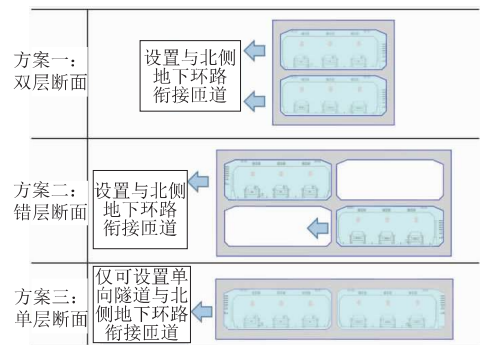 方案一：
双层断面
设置与北侧
地下环路
衔接匝道
方案二：
错层断面
设置与北侧
地下环路
衔接匝道
方案三：
单层断面
仅可设置单
向隧道与北
侧地下环路
衔接匝道